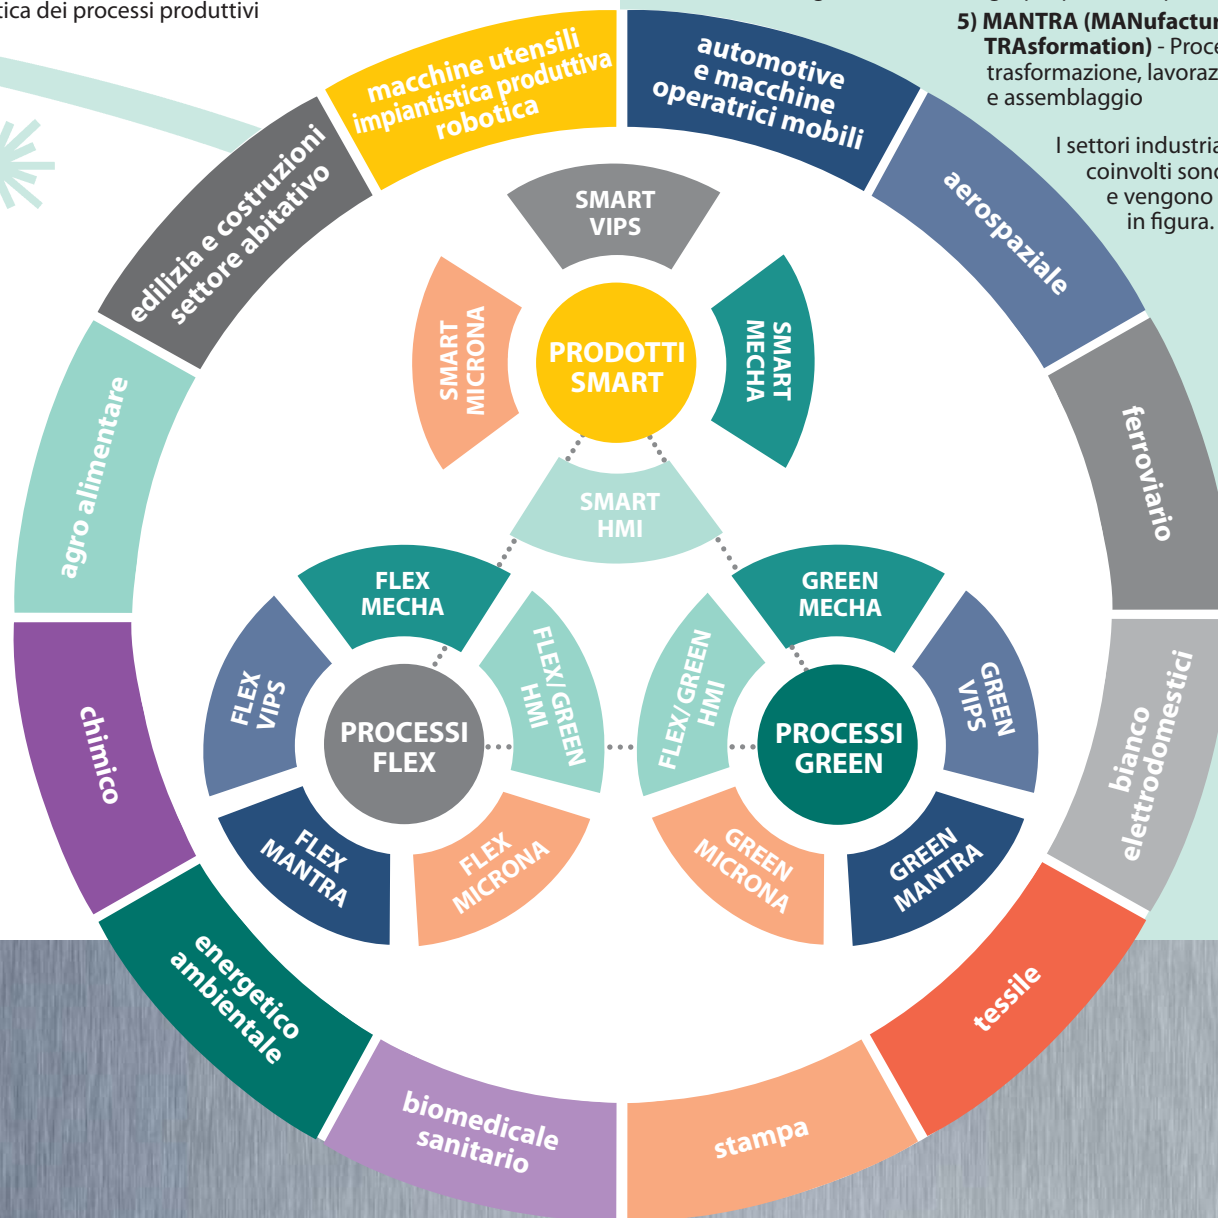 tica dei processi produttivi
5) MANTRA (MANufactur
TRAsformation) - Proce
trasformazione, lavoraz
e assemblaggio
I settori industria
coinvolti sono
e vengono
in figura.
macchine utensili
impiantistica produttiva
robotica
automotive
e macchine
operatrici mobili
aerospaziale
ferroviario
bianco
elettrodomestici
tessile
stampa
biomedicale
sanitario
energetico
ambientale
chimico
agro alimentare
edilizia e costruzioni
settore abitativo
SMART
VIPS
SMART
MICRONA
PRODOTTI
SMART
SMART
MECHA
SMART
HMI
FLEX
MECHA
FLEX/GREEN
HMI
FLEX
VIPS
PROCESSI
FLEX
FLEX
MANTRA
FLEX
MICRONA
GREEN
MECHA
FLEX/GREEN
HMI
GREEN
VIPS
PROCESSI
GREEN
GREEN
MICRONA
GREEN
MANTRA